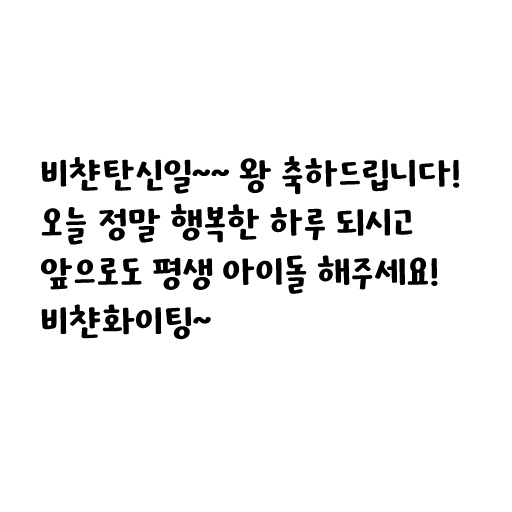 비챤탄신일~~ 왕 축하드립니다!
오늘 정말 행복한 하루 되시고
앞으로도 평생 아이돌 해주세요!
비챤화이팅~